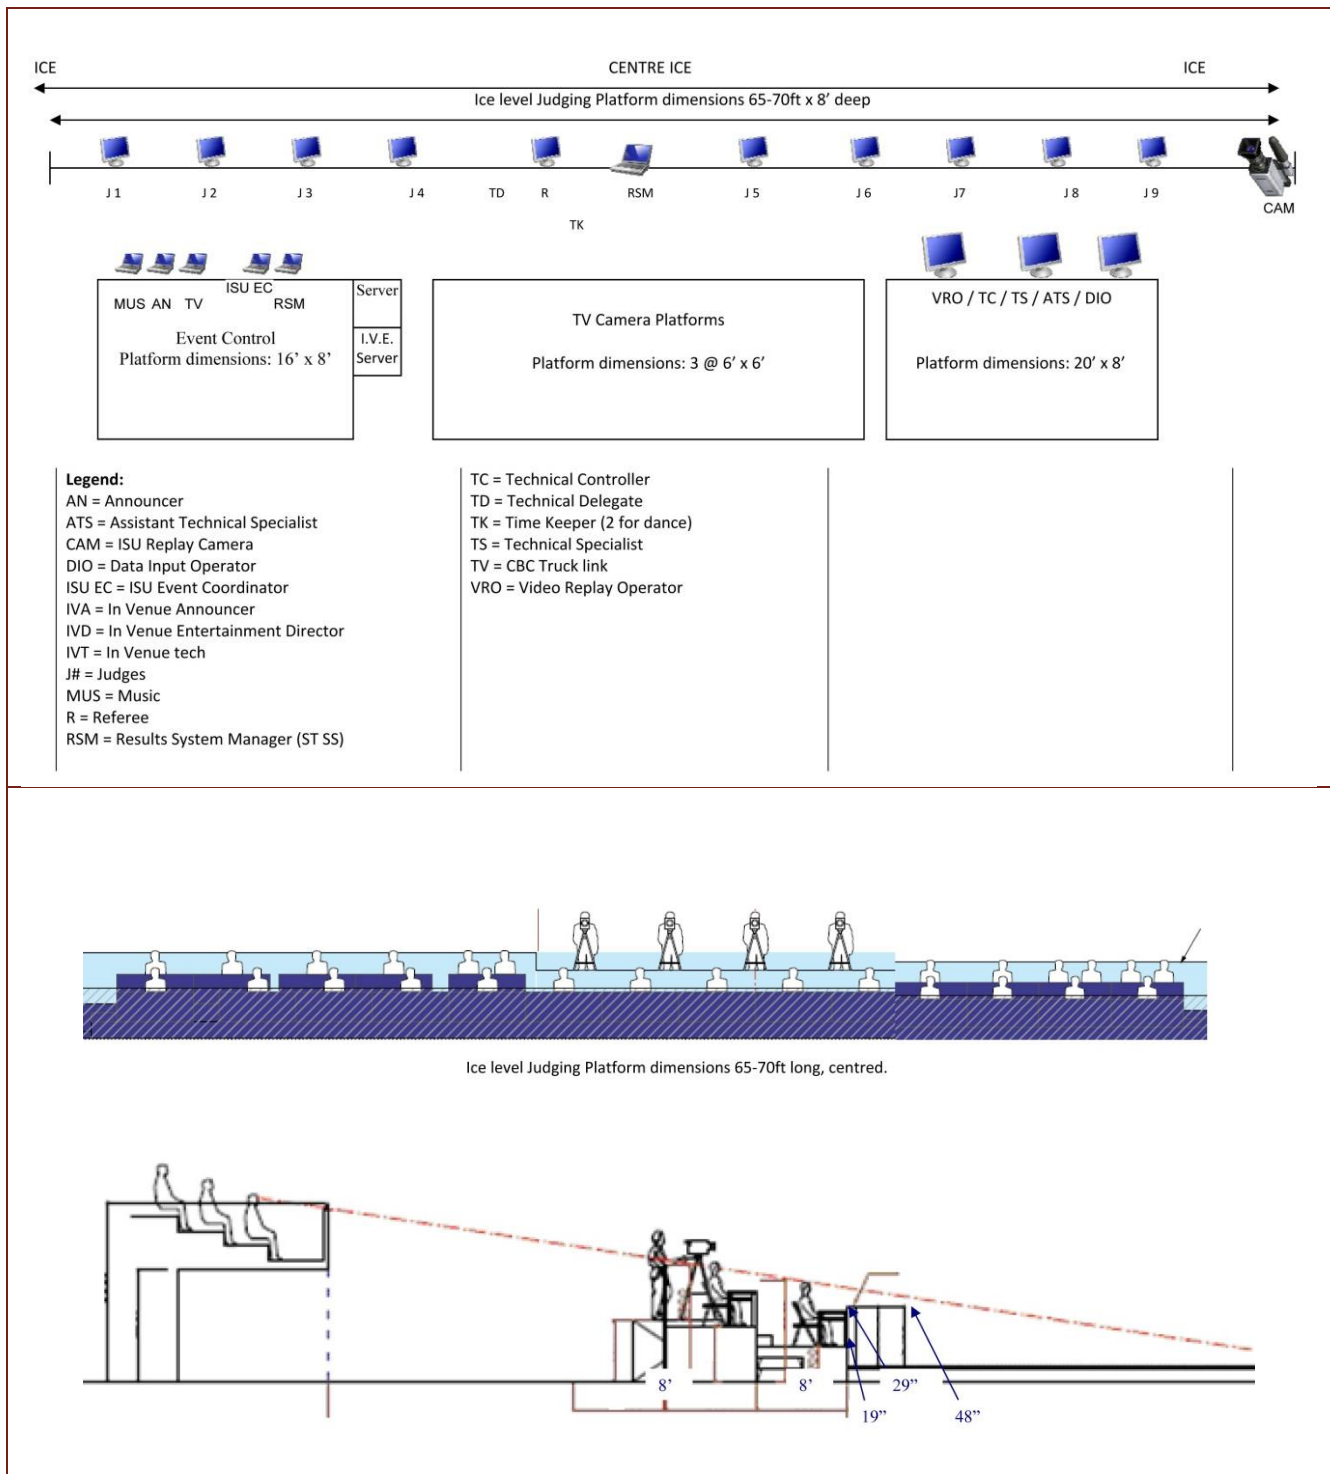 ICE CENTRE ICE ICE
Ice level Judging Platform dimensions 65-70ft x 8’ deep
J 1 J 2 J 3 J 4 TD R RSM J 5 J 6 J7 J 8 J 9
CAM
TK
MUS AN TV ISU EC RSM
Event Control
Platform dimensions: 16’ x 8’
Server
I.V.E.
Server
TV Camera Platforms
Platform dimensions: 3 @ 6’ x 6’
VRO / TC / TS / ATS / DIO
Platform dimensions: 20’ x 8’
Legend:
AN = Announcer
ATS = Assistant Technical Specialist
CAM = ISU Replay Camera
DIO = Data Input Operator
ISU EC = ISU Event Coordinator
IVA = In Venue Announcer
IVD = In Venue Entertainment Director
IVT = In Venue tech
J# = Judges
MUS = Music
R = Referee
RSM = Results System Manager (ST SS)
TC = Technical Controller
TD = Technical Delegate
TK = Time Keeper (2 for dance)
TS = Technical Specialist
TV = CBC Truck link
VRO = Video Replay Operator
Ice level Judging Platform dimensions 65-70ft long, centred.
8’ 8’ 29”
19” 48”